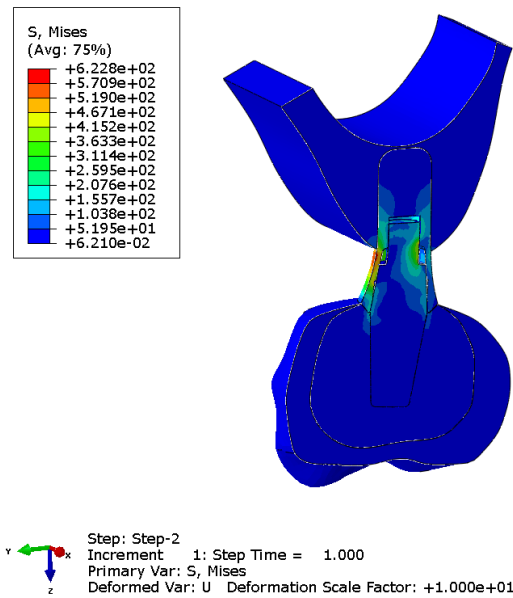 S, Mises
(Avg: 75%)
+6.228e+02
+5.709e+02
+5.190e+02
+4.671e+02
+4.152e+02
+3.633e+02
+3.114e+02
+2.595e+02
+2.076e+02
+1.557e+02
+1.038e+02
+5.195e+01
+6.210e-02
Y X
Z
Step: Step-2
Increment 1: Step Time = 1.000
Primary Var: S, Mises
Deformed Var: U Deformation Scale Factor: +1.000e+01